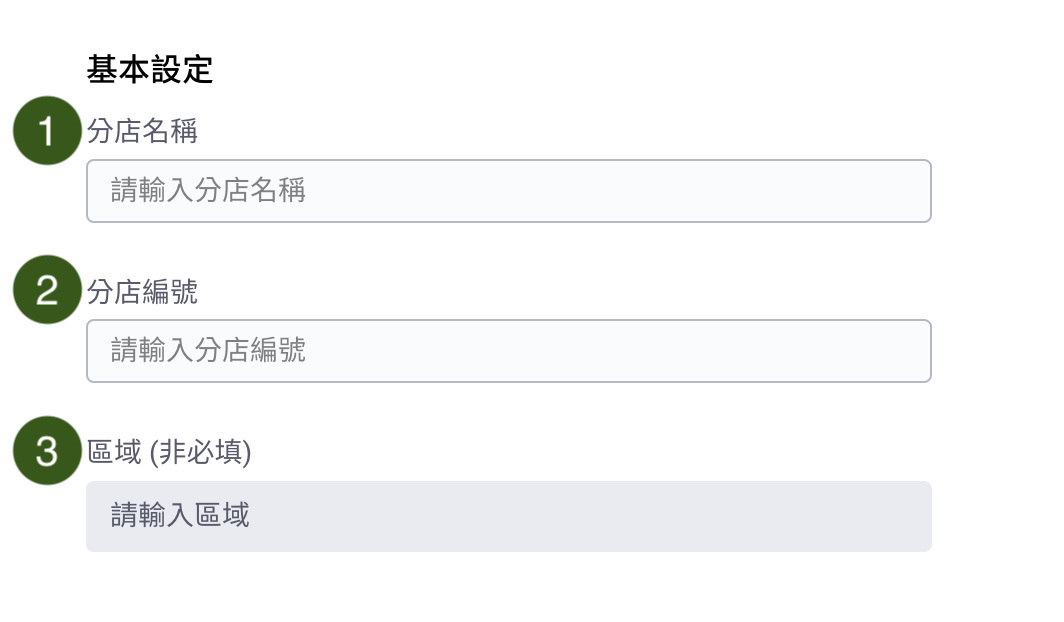 基本設定
1 分店名稱
請輸入分店名稱
2 分店編號
請輸入分店編號
3 區域 (非必填)
請輸入區域